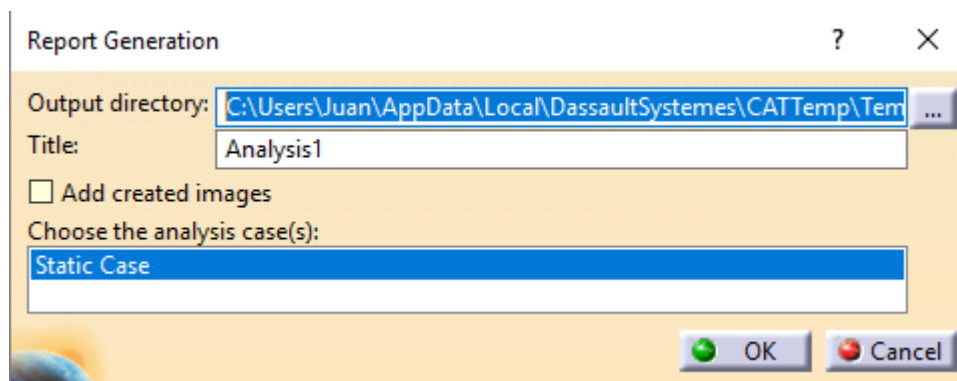 Report Generation ?
Output directory: C:\Users\Juan\AppData\Local\DassaultSystemes\CATTemp\Tem ...
Title: Analysis1
Add created images
Choose the analysis case(s):
Static Case
OK Cancel